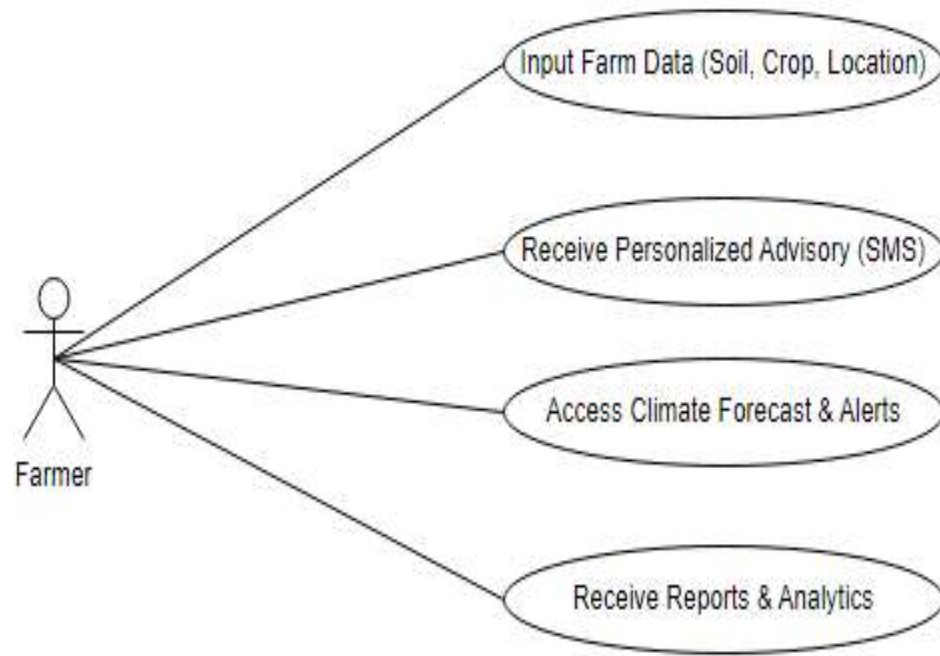 Input Farm Data (Soil, Crop, Location)
Receive Personalized Advisory (SMS)
Access Climate Forecast & Alerts
Farmer
Receive Reports & Analytics